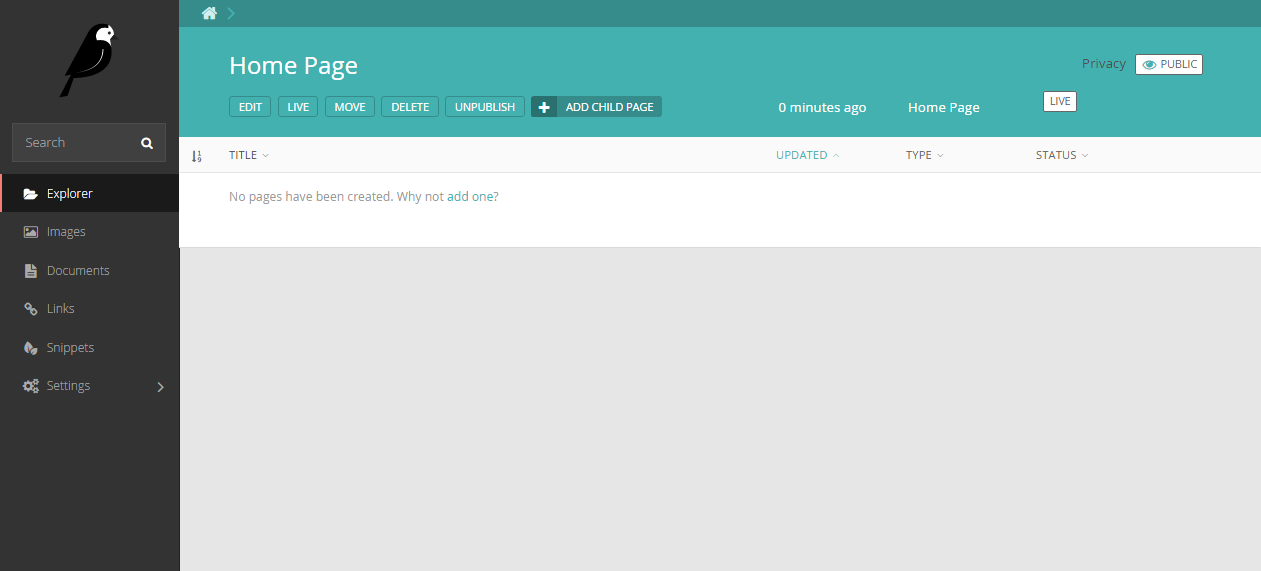 Search
Explorer
Images
Documents
Links
Snippets
Settings
Home Page
Privacy PUBLIC
EDIT LIVE MOVE DELETE UNPUBLISH ADD CHILD PAGE 0 minutes ago Home Page LIVE
TITLE UPDATED TYPE STATUS
No pages have been created. Why not add one?